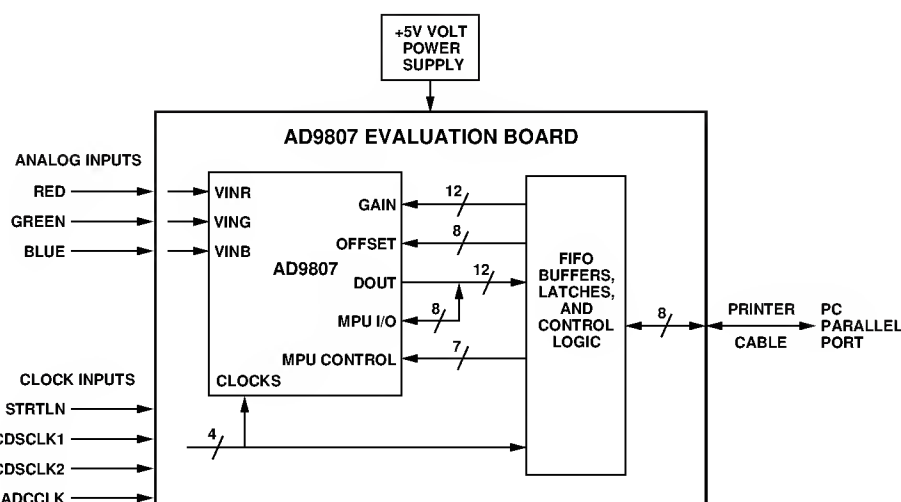 +5V VOLT
POWER
SUPPLY
AD9807 EVALUATION BOARD
ANALOG INPUTS
RED
GREEN
BLUE
VINR
VING
VINB
AD9807
GAIN
OFFSET
DOUT
MPU I/O
MPU CONTROL
CLOCKS
12
8
12
8
7
FIFO
BUFFERS,
LATCHES,
AND
CONTROL
LOGIC
8
PRINTER
CABLE
PC
PARALLEL
PORT
CLOCK INPUTS
STRTLN
CDSCLK1
CDSCLK2
ADCCLK
4